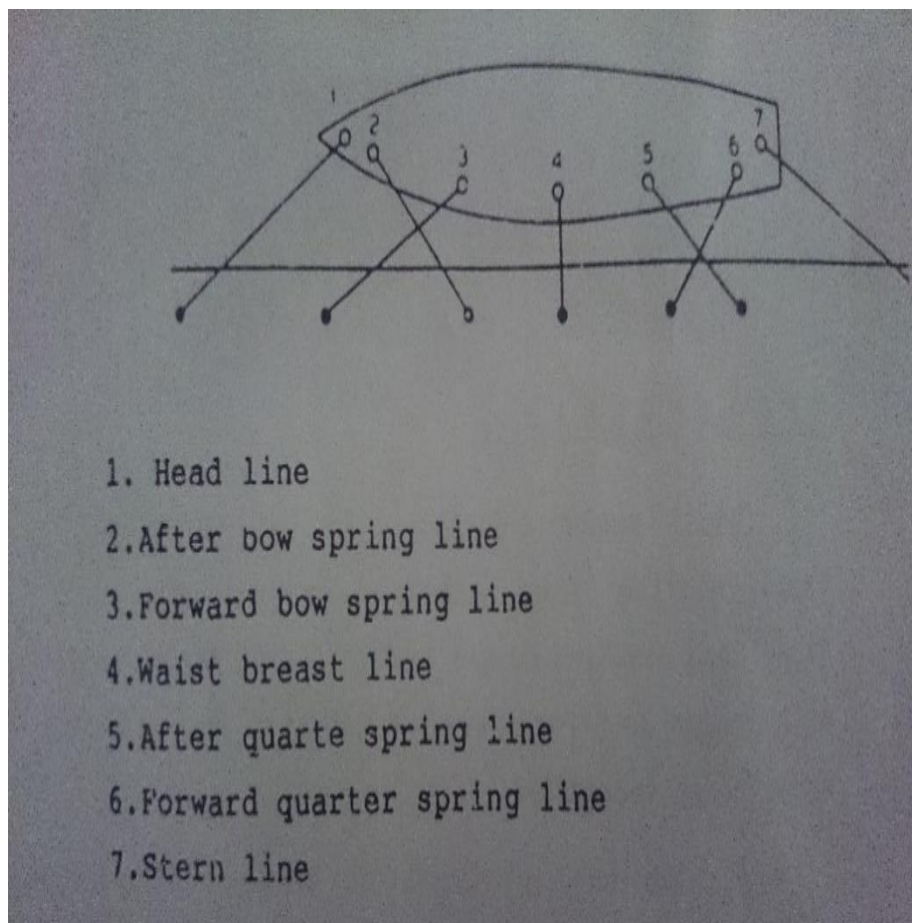 1
2
3
4
5
6
7
1. Head line
2.After bow spring line
3.Forward bow spring line
4.Waist breast line
5.After quarte spring line
6.Forward quarter spring line
7.Stern line